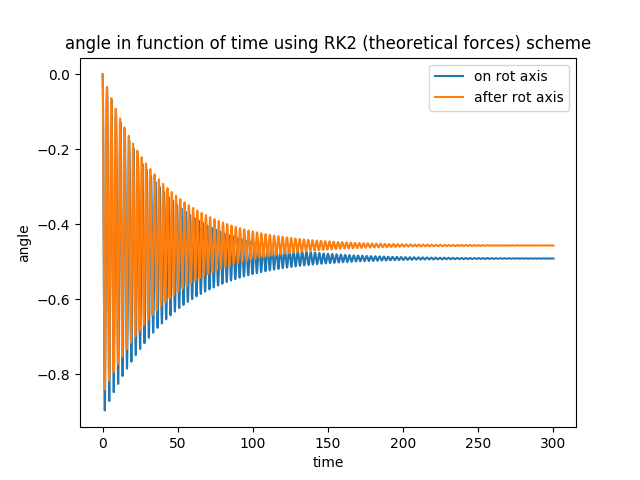 angle in function of time using RK2 (theoretical forces) scheme
on rot axis
after rot axis
0.0
−0.2
−0.4
−0.6
−0.8
angle
0
50
100
150
200
250
300
time